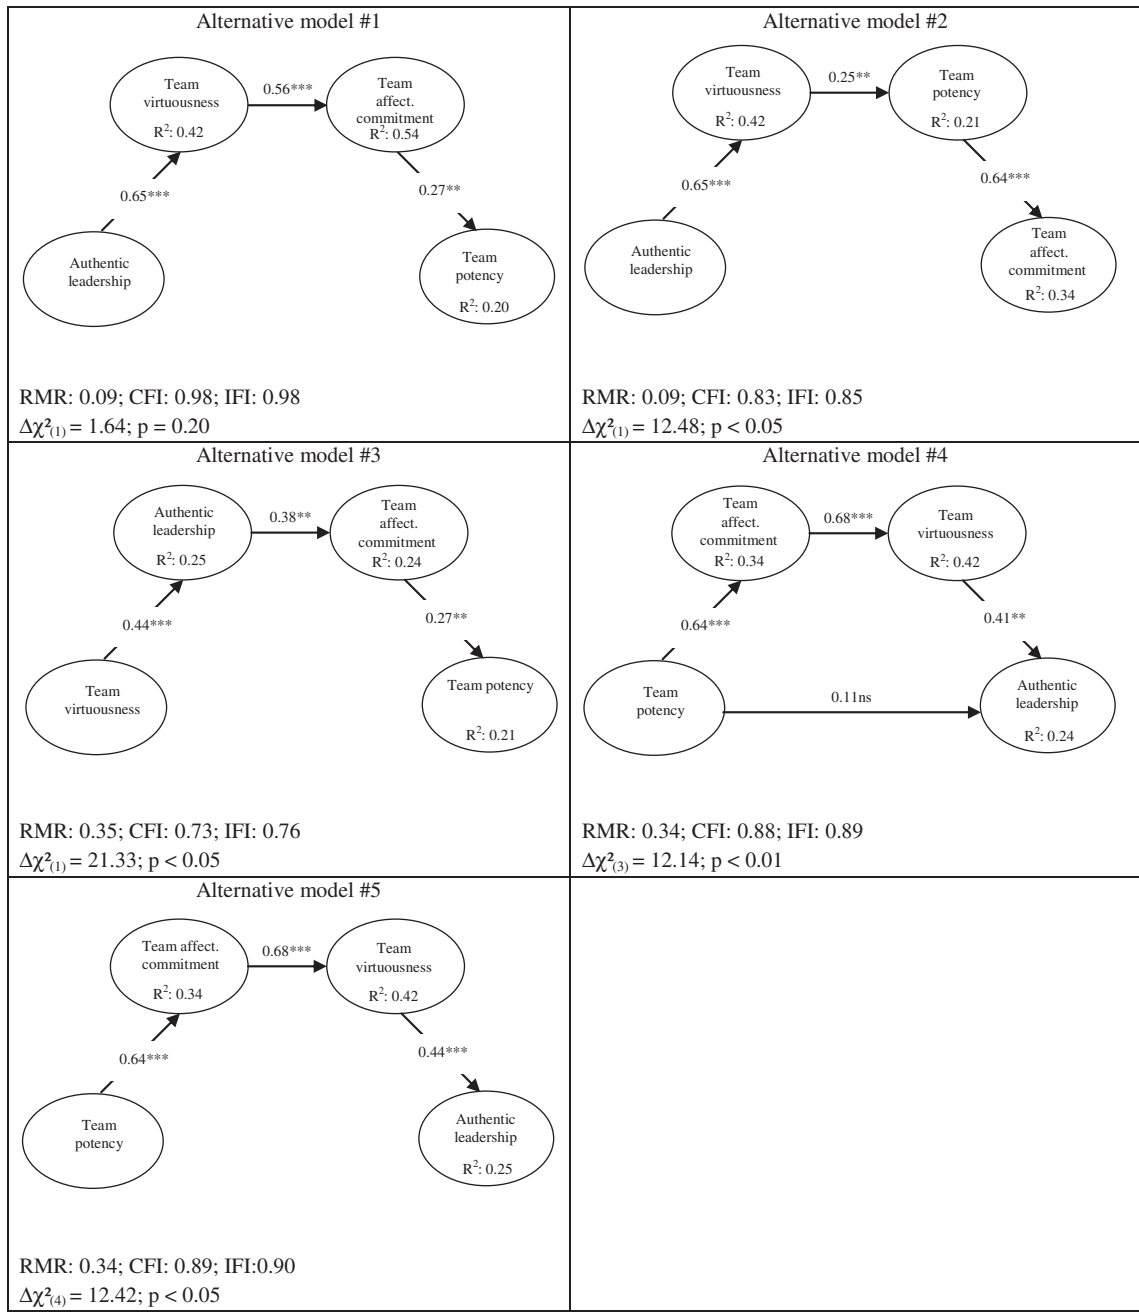 Alternative model #1
Team
virtuousness
R²: 0.42
0.56***
Team
affect.
commitment
R²: 0.54
0.65***
0.27**
Authentic
leadership
Team
potency
R²: 0.20
RMR: 0.09; CFI: 0.98; IFI: 0.98
Δχ²₍₁₎ = 1.64; p = 0.20
Alternative model #2
Team
virtuousness
R²: 0.42
0.25**
Team
potency
R²: 0.21
0.65***
0.64***
Authentic
leadership
Team
affect.
commitment
R²: 0.34
RMR: 0.09; CFI: 0.83; IFI: 0.85
Δχ²₍₁₎ = 12.48; p < 0.05
Alternative model #3
Authentic
leadership
R²: 0.25
0.38**
Team
affect.
commitment
R²: 0.24
0.44***
0.27**
Team
virtuousness
Team potency
R²: 0.21
RMR: 0.35; CFI: 0.73; IFI: 0.76
Δχ²₍₁₎ = 21.33; p < 0.05
Alternative model #4
Team
affect.
commitment
R²: 0.34
0.68***
Team
virtuousness
R²: 0.42
0.64***
0.41**
Team
potency
0.11ns
Authentic
leadership
R²: 0.24
RMR: 0.34; CFI: 0.88; IFI: 0.89
Δχ²₍₃₎ = 12.14; p < 0.01
Alternative model #5
Team affect.
commitment
R²: 0.34
0.68***
Team
virtuousness
R²: 0.42
0.64***
0.44***
Team
potency
Authentic
leadership
R²: 0.25
RMR: 0.34; CFI: 0.89; IFI:0.90
Δχ²₍₄₎ = 12.42; p < 0.05